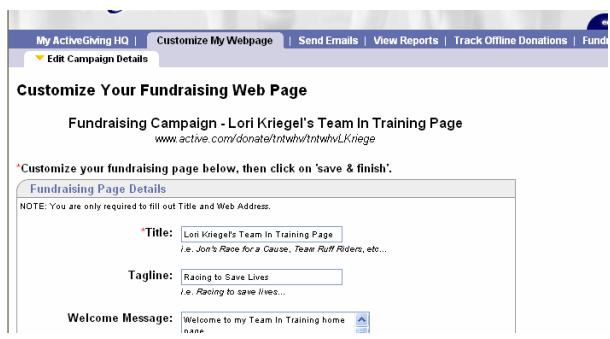 My ActiveGiving HQ | Customize My Webpage | Send Emails | View Reports | Track Offline Donations |
Edit Campaign Details
Customize Your Fundraising Web Page
Fundraising Campaign - Lori Kriegel's Team In Training Page
www.active.com/donate/tntwhv/tntwhvLKriege
*Customize your fundraising page below, then click on 'save & finish'.
Fundraising Page Details
NOTE: You are only required to fill out Title and Web Address.
*Title: Lori Kriegel's Team In Training Page
i.e. Jon's Race for a Cause, Team Ruff Riders, etc...
Tagline: Racing to Save Lives
i.e. Racing to save lives...
Welcome Message: Welcome to my Team In Training home
page